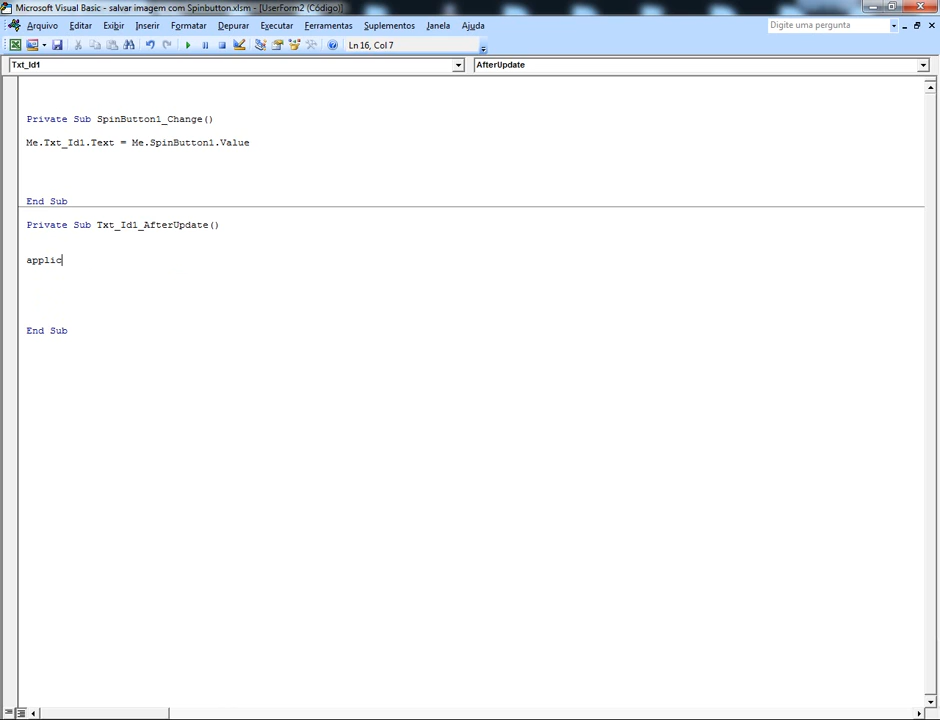 Microsoft Visual Basic - salvar imagem com Spinbutton.xlsm - [UserForm2 (Código)]
Arquivo Editar Exibir Inserir Formatar Depurar Executar Ferramentas Suplementos Janela Ajuda Digite uma pergunta
Ln 16, Col 7
Txt_Id1 AfterUpdate
Private Sub SpinButton1_Change()
Me.Txt_Id1.Text = Me.SpinButton1.Value
End Sub
Private Sub Txt_Id1_AfterUpdate()
applic
End Sub